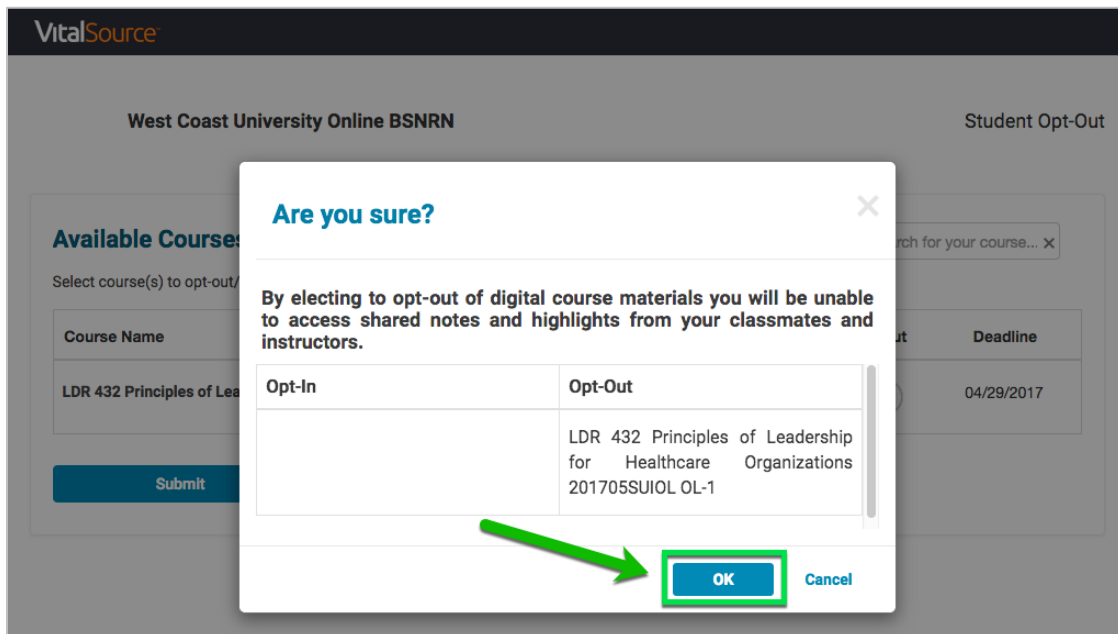 VitalSource
West Coast University Online BSNRN
Student Opt-Out
Are you sure?
Available Courses
rch for your course...
Select course(s) to opt-out/
By electing to opt-out of digital course materials you will be unable
to access shared notes and highlights from your classmates and
instructors.
Course Name
ut
Deadline
Opt-In
Opt-Out
LDR 432 Principles of Lea
04/29/2017
LDR 432 Principles of Leadership
for Healthcare Organizations
201705SUIOL OL-1
Submit
OK
Cancel